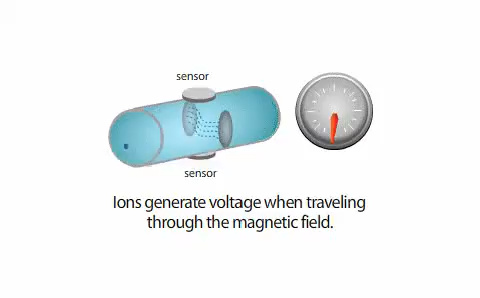 sensor
sensor
Ions generate voltage when traveling
through the magnetic field.